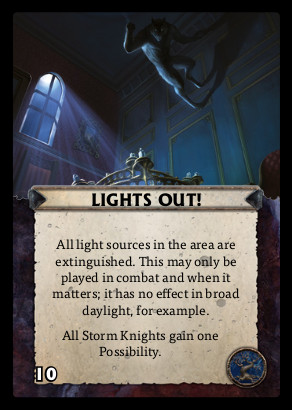 LIGHTS OUT!
All light sources in the area are
extinguished. This may only be
played in combat and when it
matters; it has no effect in broad
daylight, for example.
All Storm Knights gain one
Possibility.
10